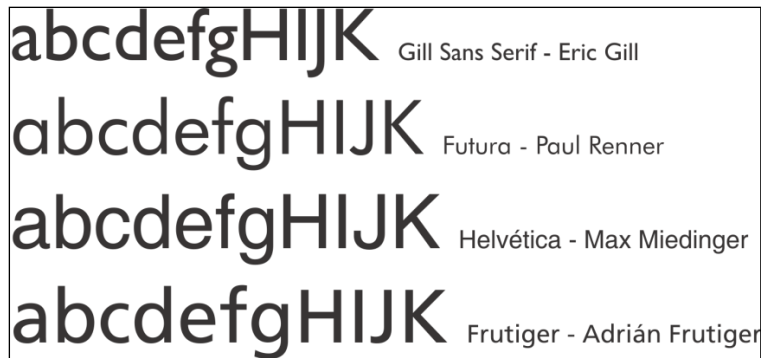 abcdefgHIJK Gill Sans Serif - Eric Gill
abcdefgHIJK Futura - Paul Renner
abcdefgHIJK Helvética - Max Miedinger
abcdefgHIJK Frutiger - Adrián Frutiger